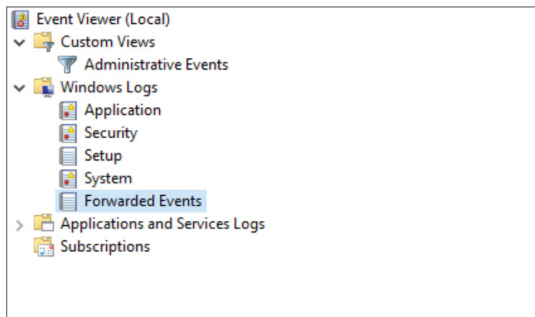 Event Viewer (Local)
Custom Views
Administrative Events
Windows Logs
Application
Security
Setup
System
Forwarded Events
Applications and Services Logs
Subscriptions